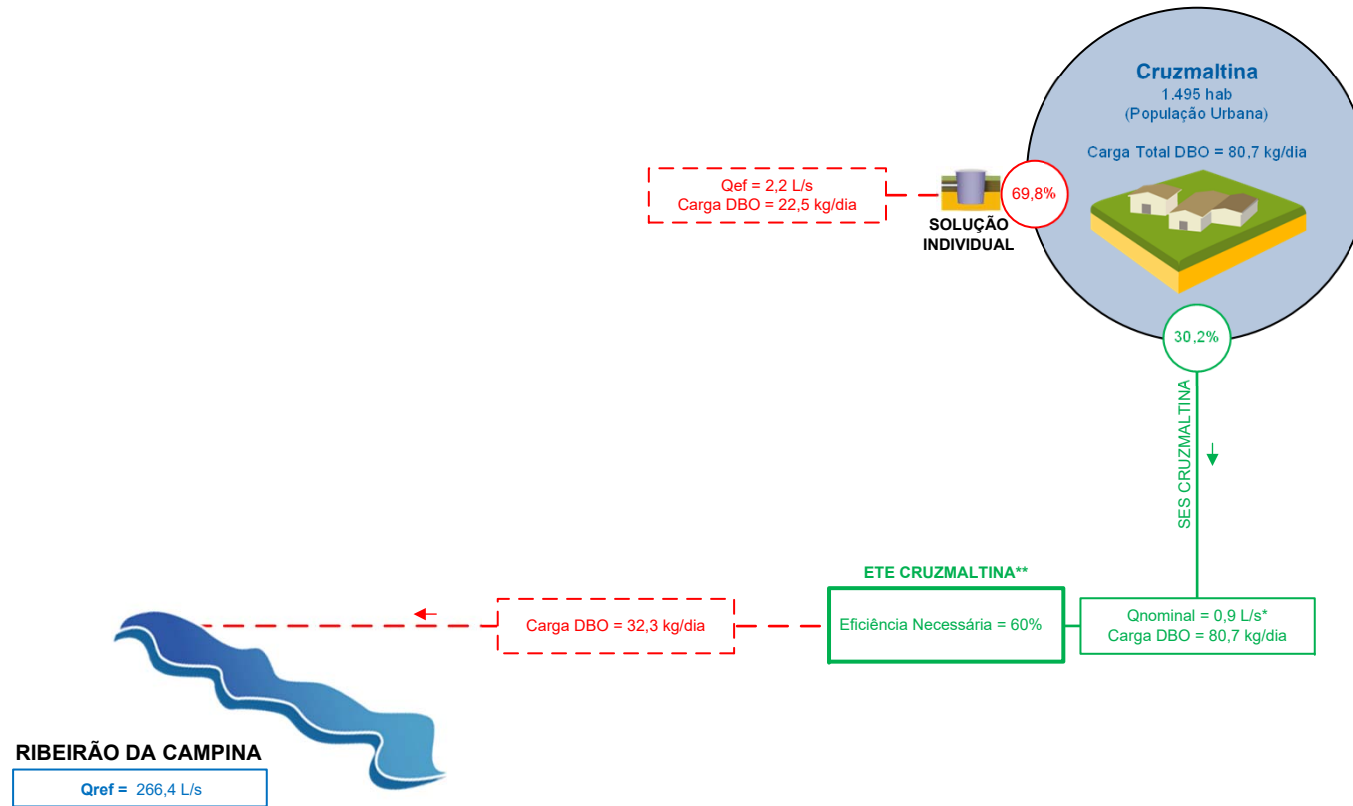 Cruzmaltina
1.495 hab
(População Urbana)
Carga Total DBO = 80,7 kg/dia
Qef = 2,2 L/s
Carga DBO = 22,5 kg/dia
69,8%
SOLUÇÃO
INDIVIDUAL
30,2%
SES CRUZMALTINA
ETE CRUZMALTINA**
Carga DBO = 32,3 kg/dia
Eficiência Necessária = 60%
Qnominal = 0,9 L/s*
Carga DBO = 80,7 kg/dia
RIBEIRÃO DA CAMPINA
Qref = 266,4 L/s